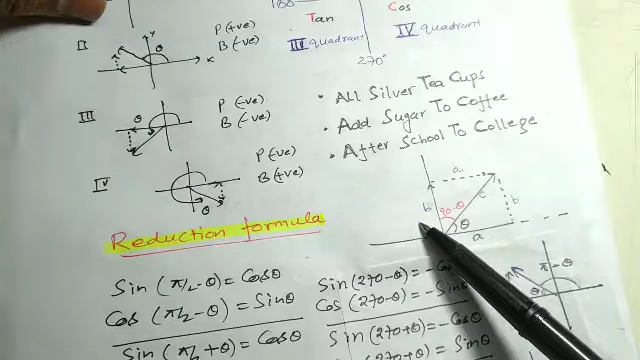 180
Tan
Cos
III quadrant
IV quadrant
270°
II
Y
θ
x
P (+ve)
B (-ve)
III
θ
P (-ve)
B (-ve)
IV
θ
P (-ve)
B (+ve)
• All Silver Tea Cups
• Add Sugar To Coffee
• After School To College
a
b
c
b
90-θ
θ
a
π-θ
θ
Reduction formula
Sin (π/2-θ) = Cosθ
Cos (π/2-θ) = Sinθ
Sin (π/2+θ) = Cosθ
Sin (270-θ) = -Cos
Cos (270-θ) = -Sinθ
Sin (270+θ) = -Cosθ